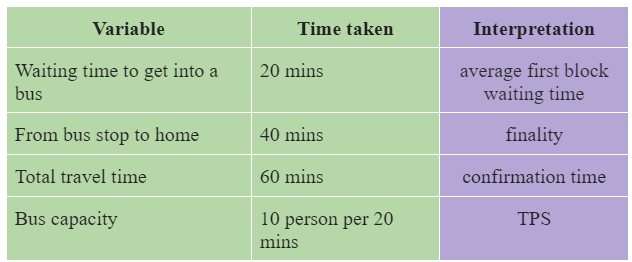 Variable Time taken Interpretation
Waiting time to get into a 20 mins average first block
bus waiting time
From bus stop to home 40 mins finality
Total travel time 60 mins confirmation time
Bus capacity 10 person per 20 TPS
mins